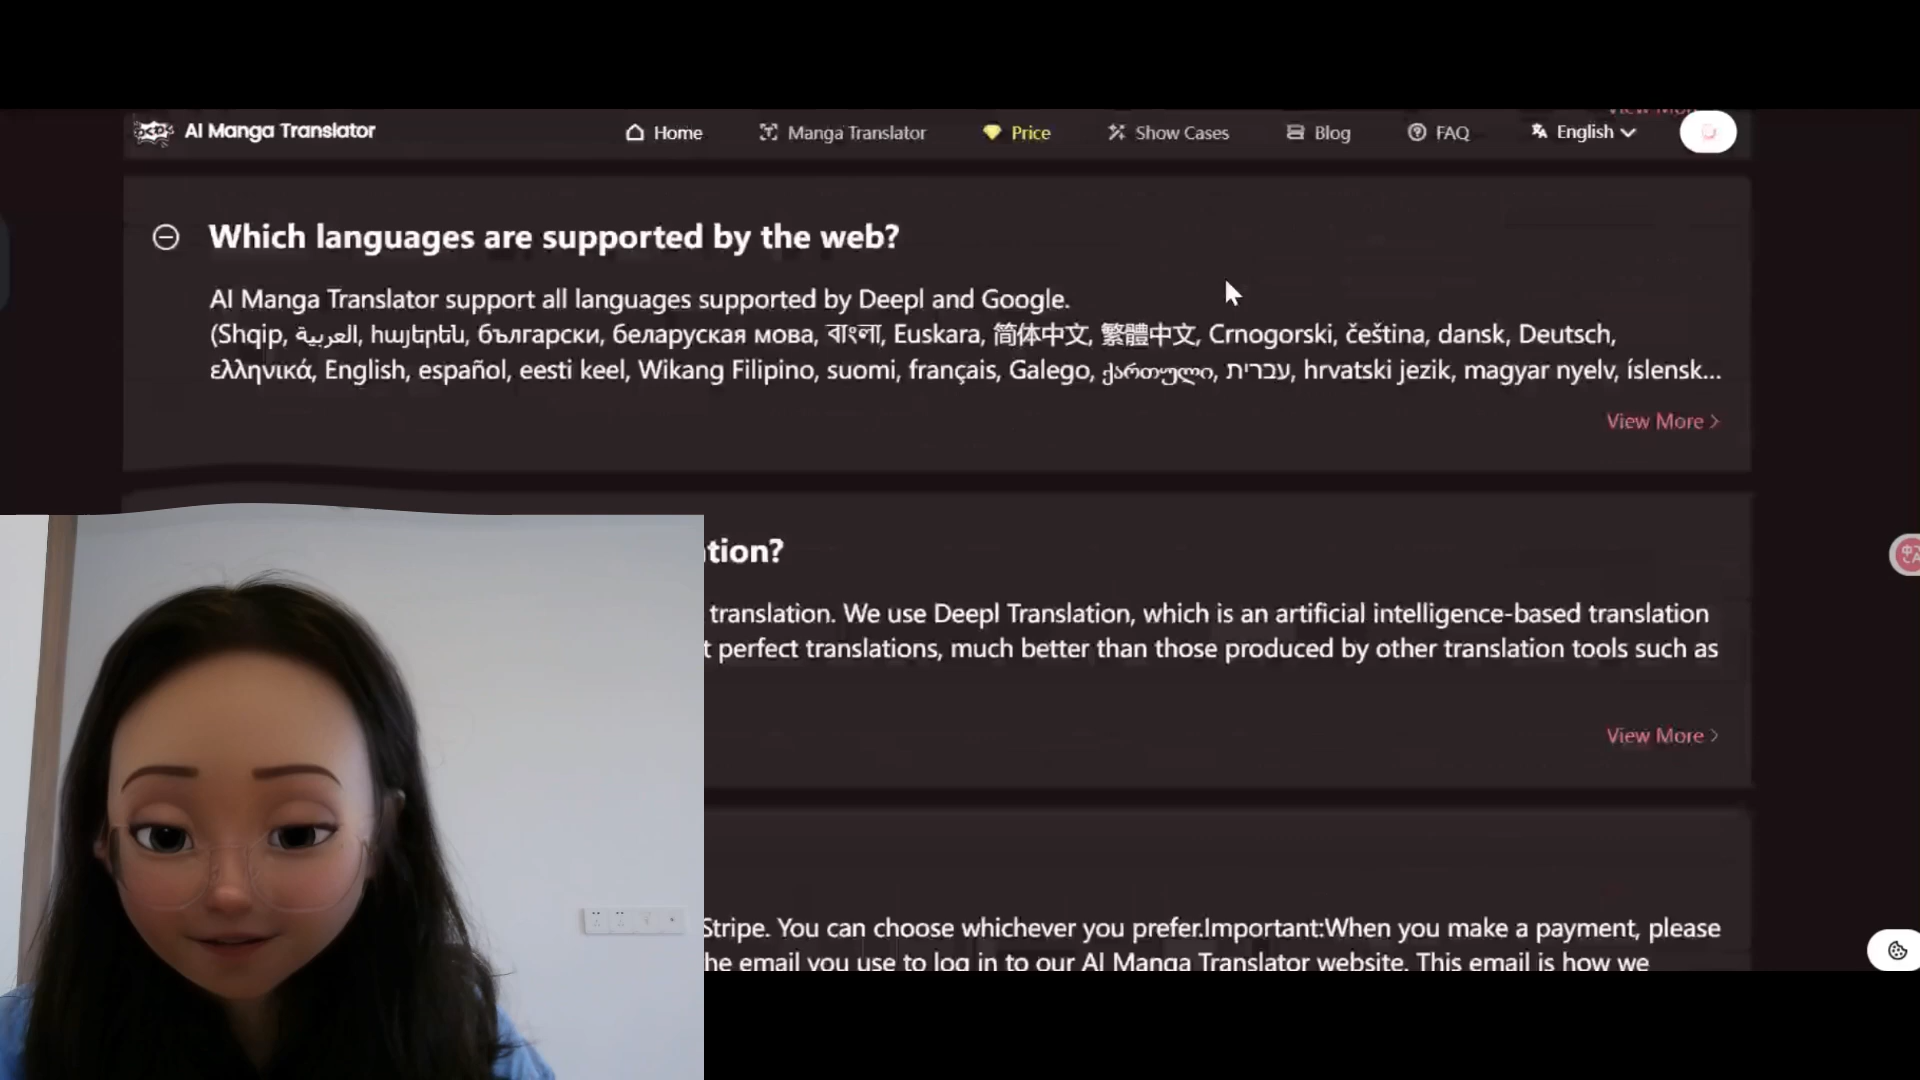 AI Manga Translator
Home
Manga Translator
Price
Show Cases
Blog
FAQ
English
Which languages are supported by the web?
AI Manga Translator support all languages supported by Deepl and Google.
(Shqip, العربية, հայերեն, български, беларуская мова, বাংলা, Euskara, 简体中文, 繁體中文, Crnogorski, čeština, dansk, Deutsch,
ελληνικά, English, español, eesti keel, Wikang Filipino, suomi, français, Galego, ქართული, עברית, hrvatski jezik, magyar nyelv, íslensk...
View More >
tion?
translation. We use Deepl Translation, which is an artificial intelligence-based translation
t perfect translations, much better than those produced by other translation tools such as
View More >
Stripe. You can choose whichever you prefer.Important:When you make a payment, please
he email you use to log in to our AI Manga Translator website. This email is how we